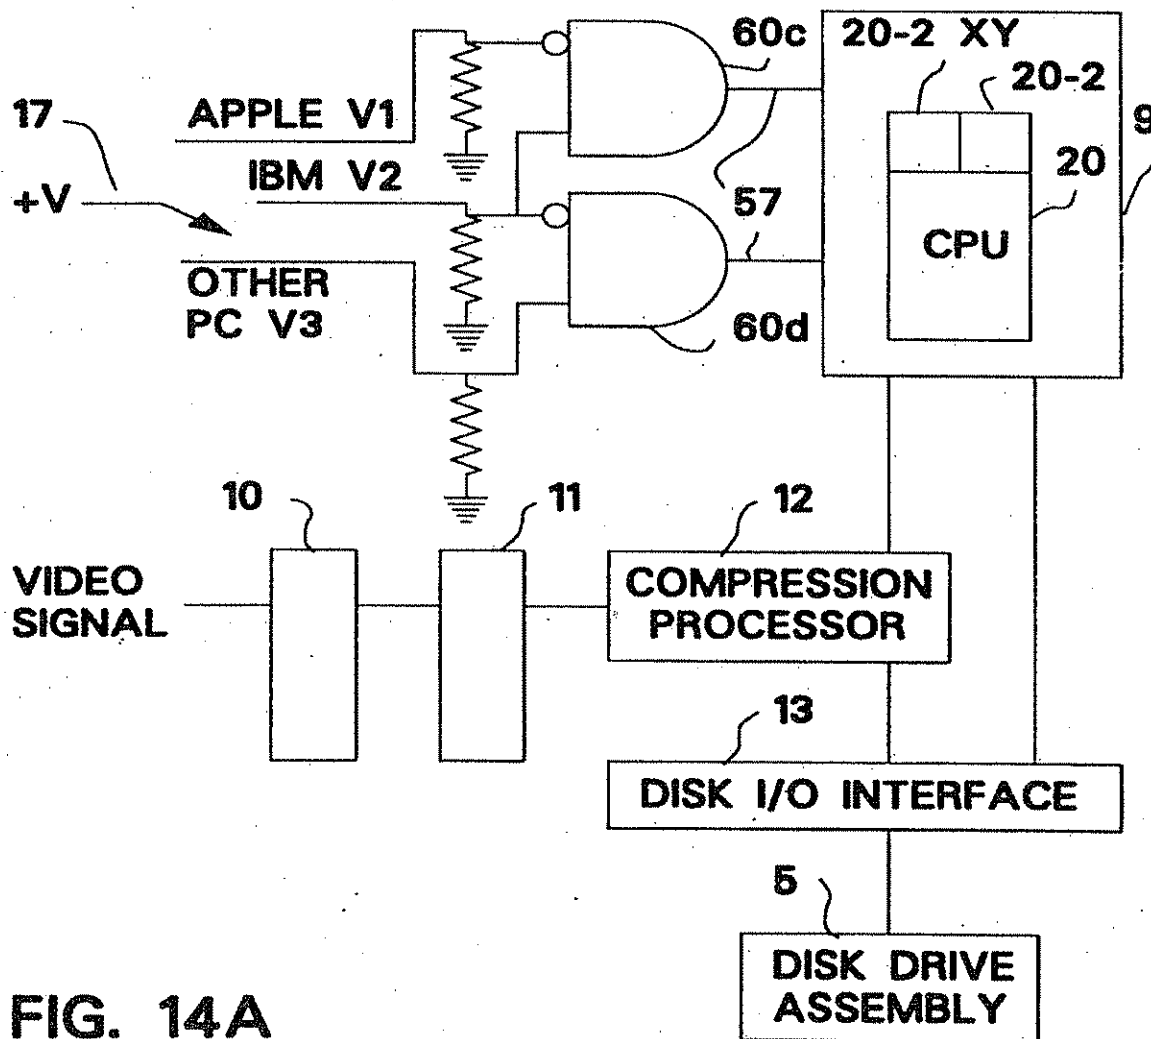 60c
20-2 XY
20-2
9
17
APPLE V1
IBM V2
+V
57
20
CPU
OTHER
PC V3
60d
10
11
12
VIDEO
SIGNAL
COMPRESSION
PROCESSOR
13
DISK I/O INTERFACE
5
DISK DRIVE
ASSEMBLY
FIG. 14A